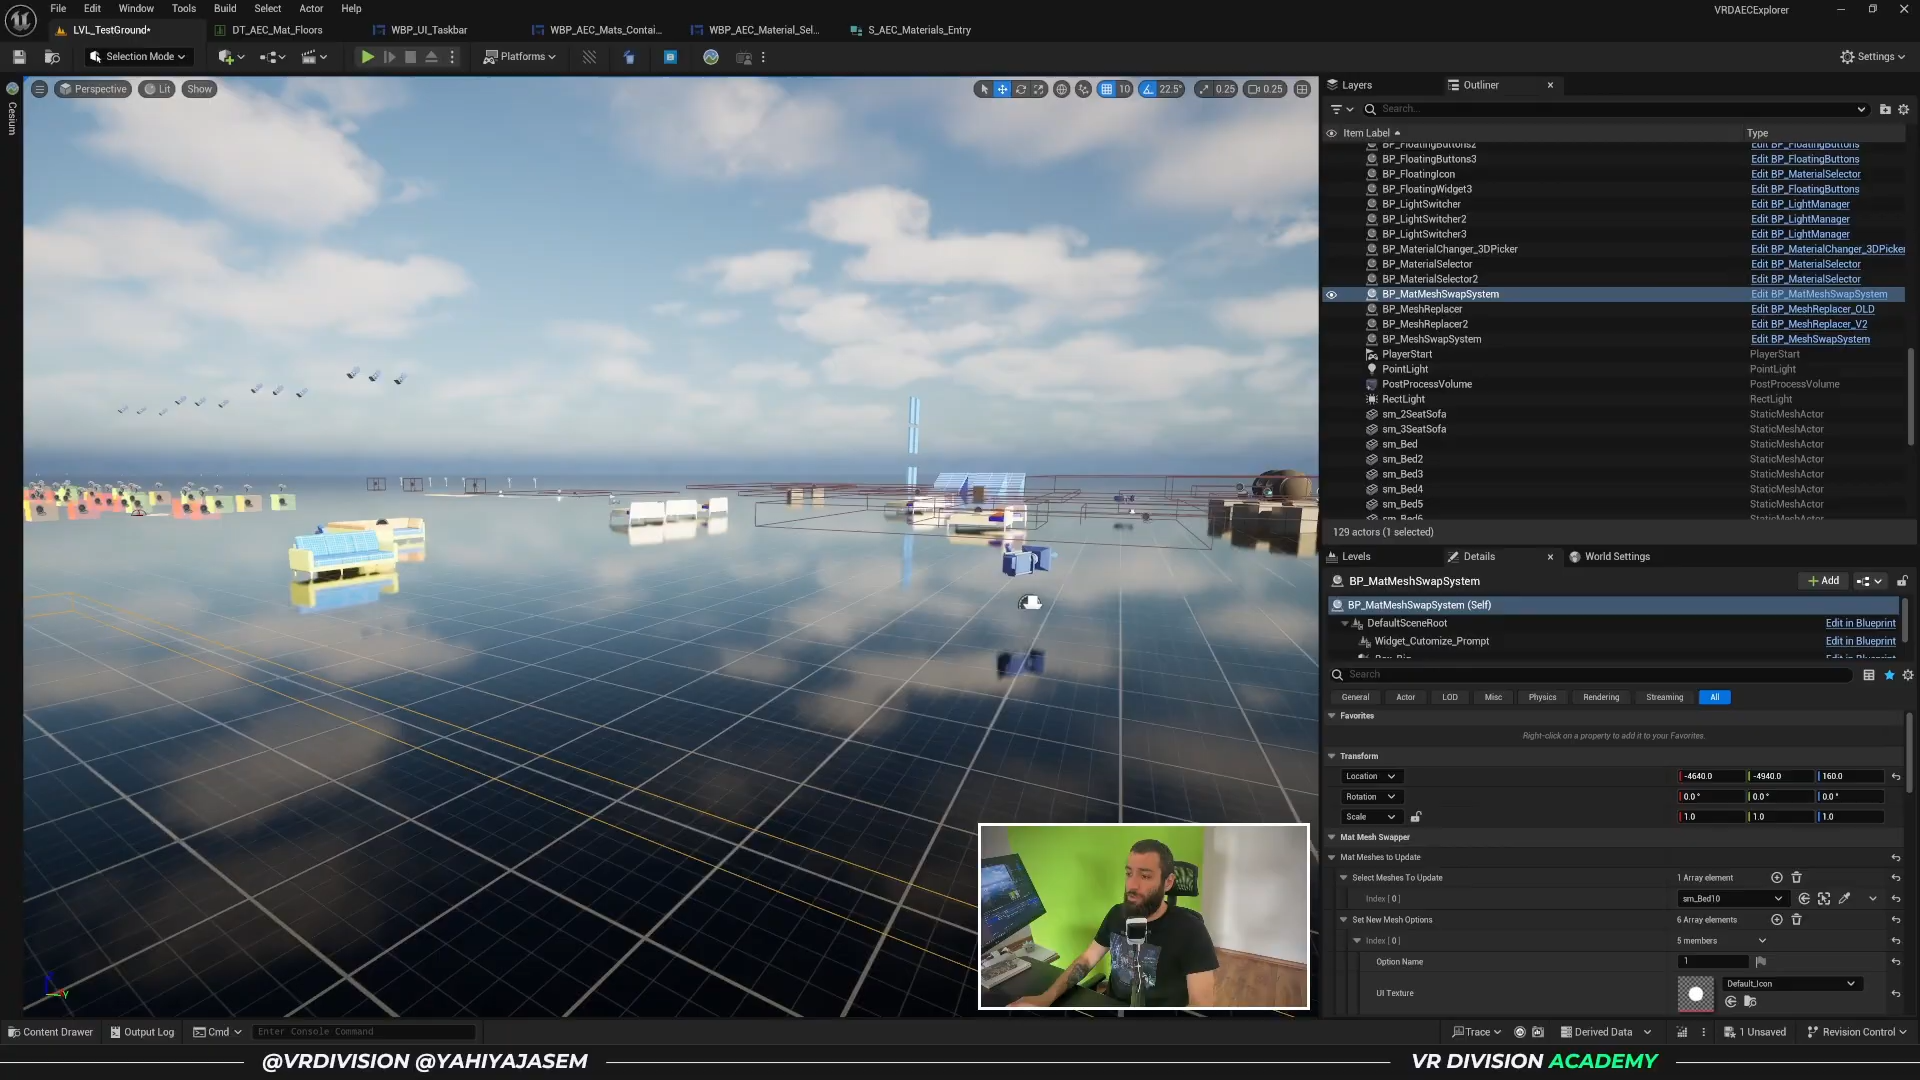 File Edit Window Tools Build Select Actor Help
VRDAECExplorer
LVL_TestGround*
DT_AEC_Mat_Floors
WBP_UI_Taskbar
WBP_AEC_Mats_Contai...
WBP_AEC_Material_Sel...
S_AEC_Materials_Entry
Selection Mode
Platforms
Settings
Cesium
Perspective Lit Show
10 22.5° 0.25 0.25
Layers Outliner
Search...
Item Label Type
BP_FloatingButtons2 Edit BP_FloatingButtons
BP_FloatingButtons3 Edit BP_FloatingButtons
BP_FloatingIcon Edit BP_MaterialSelector
BP_FloatingWidget3 Edit BP_FloatingButtons
BP_LightSwitcher Edit BP_LightManager
BP_LightSwitcher2 Edit BP_LightManager
BP_LightSwitcher3 Edit BP_LightManager
BP_MaterialChanger_3DPicker Edit BP_MaterialChanger_3DPicker
BP_MaterialSelector Edit BP_MaterialSelector
BP_MaterialSelector2 Edit BP_MaterialSelector
BP_MatMeshSwapSystem Edit BP_MatMeshSwapSystem
BP_MeshReplacer Edit BP_MeshReplacer_OLD
BP_MeshReplacer2 Edit BP_MeshReplacer_V2
BP_MeshSwapSystem Edit BP_MeshSwapSystem
PlayerStart PlayerStart
PointLight PointLight
PostProcessVolume PostProcessVolume
RectLight RectLight
sm_2SeatSofa StaticMeshActor
sm_3SeatSofa StaticMeshActor
sm_Bed StaticMeshActor
sm_Bed2 StaticMeshActor
sm_Bed3 StaticMeshActor
sm_Bed4 StaticMeshActor
sm_Bed5 StaticMeshActor
129 actors (1 selected)
Levels Details World Settings
BP_MatMeshSwapSystem
Add
BP_MatMeshSwapSystem (Self)
DefaultSceneRoot Edit in Blueprint
Widget_Cutomize_Prompt Edit in Blueprint
Search
General Actor LOD Misc Physics Rendering Streaming All
Favorites
Right-click on a property to add it to your Favorites.
Transform
Location -4640.0 -4940.0 160.0
Rotation 0.0 ° 0.0 ° 0.0 °
Scale 1.0 1.0 1.0
Mat Mesh Swapper
Mat Meshes to Update
Select Meshes To Update 1 Array element
Index [ 0 ] sm_Bed10
Set New Mesh Options 6 Array elements
Index [ 0 ] 5 members
Option Name 1
UI Texture Default_Icon
Y
Content Drawer Output Log Cmd Enter Console Command
Trace Derived Data 1 Unsaved Revision Control
@VRDIVISION @YAHIYAJASEM
VR DIVISION ACADEMY